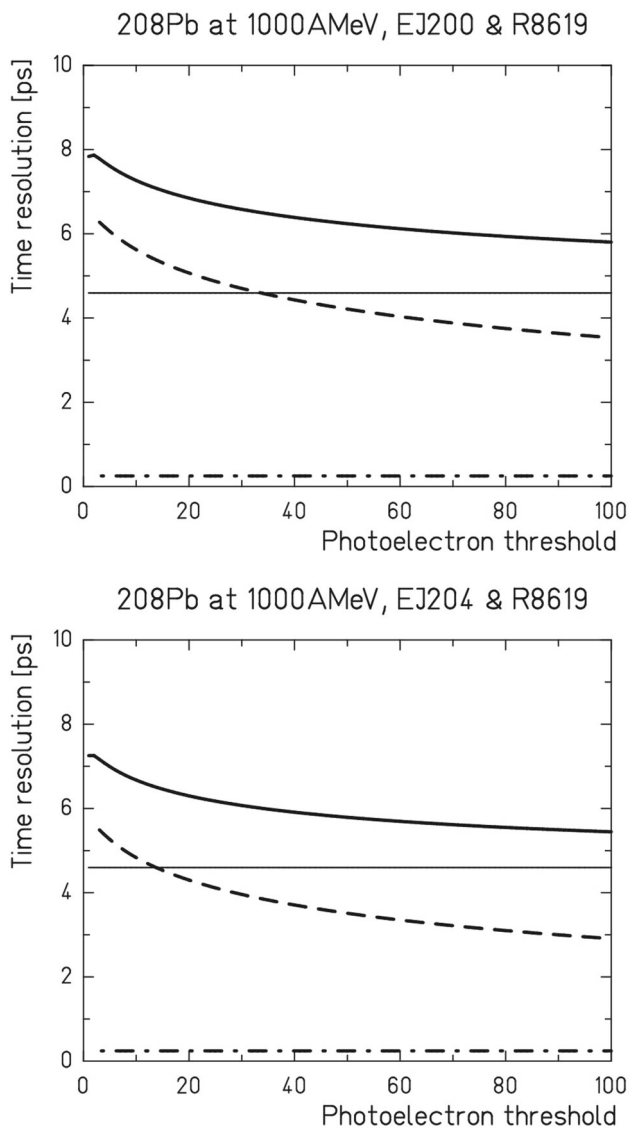 208Pb at 1000AMeV, EJ200 & R8619
Time resolution [ps]
10
8
6
4
2
0
0 20 40 60 80 100
Photoelectron threshold
208Pb at 1000AMeV, EJ204 & R8619
Time resolution [ps]
10
8
6
4
2
0
0 20 40 60 80 100
Photoelectron threshold